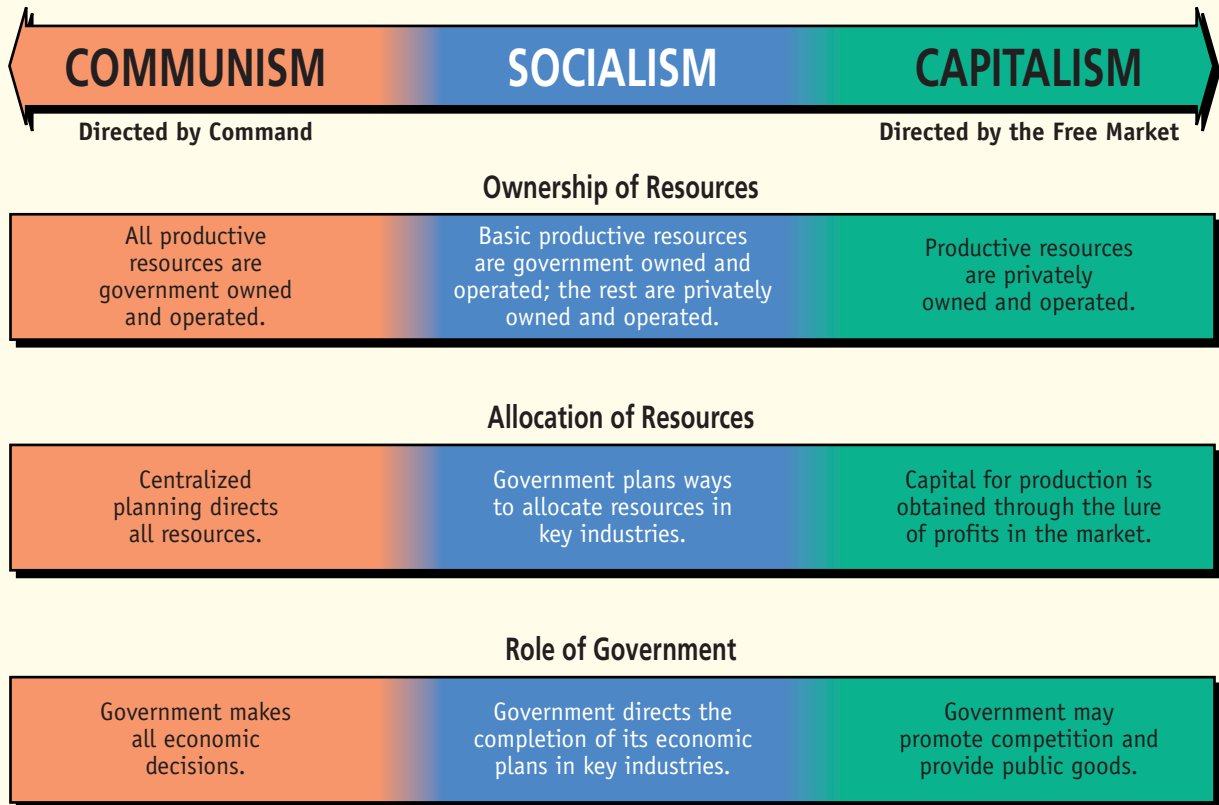 COMMUNISM SOCIALISM CAPITALISM
Directed by Command Directed by the Free Market
Ownership of Resources
All productive
resources are
government owned
and operated.
Basic productive resources
are government owned and
operated; the rest are privately
owned and operated.
Productive resources
are privately
owned and operated.
Allocation of Resources
Centralized
planning directs
all resources.
Government plans ways
to allocate resources in
key industries.
Capital for production is
obtained through the lure
of profits in the market.
Role of Government
Government makes
all economic
decisions.
Government directs the
completion of its economic
plans in key industries.
Government may
promote competition and
provide public goods.